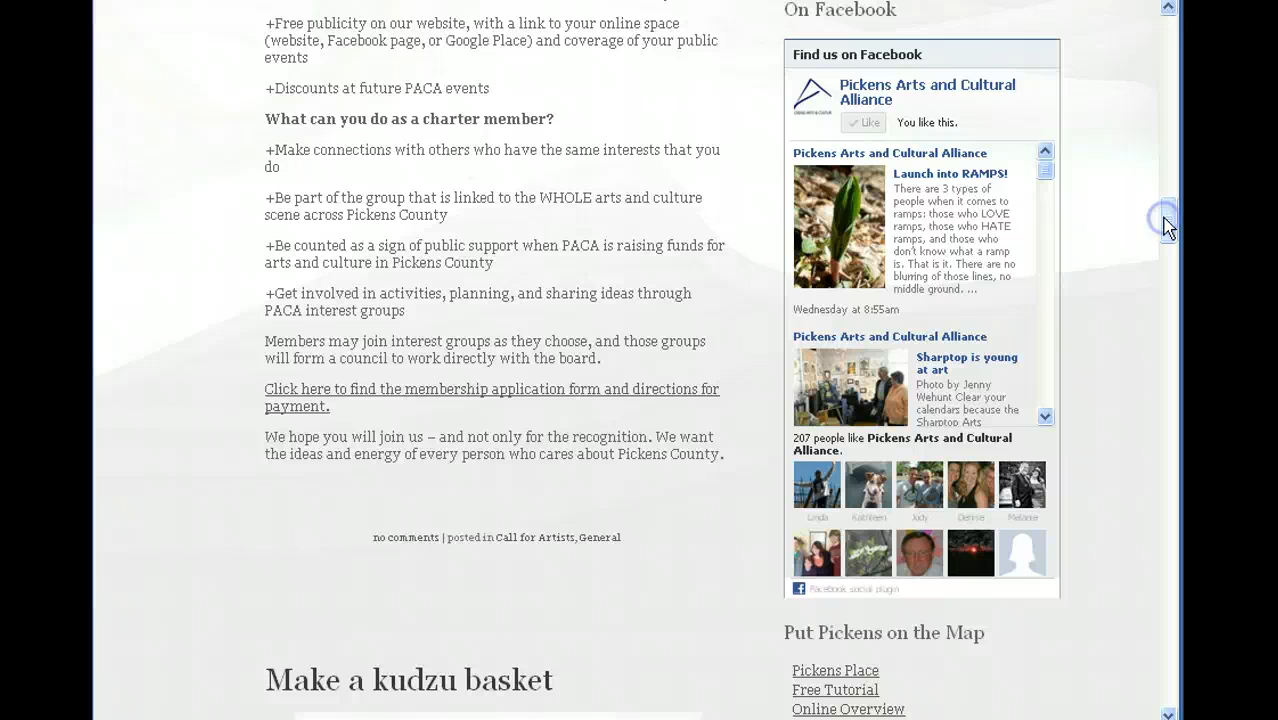 +Free publicity on our website, with a link to your online space
(website, Facebook page, or Google Place) and coverage of your public
events
+Discounts at future PACA events
What can you do as a charter member?
+Make connections with others who have the same interests that you
do
+Be part of the group that is linked to the WHOLE arts and culture
scene across Pickens County
+Be counted as a sign of public support when PACA is raising funds for
arts and culture in Pickens County
+Get involved in activities, planning, and sharing ideas through
PACA interest groups
Members may join interest groups as they choose, and those groups
will form a council to work directly with the board.
Click here to find the membership application form and directions for
payment.
We hope you will join us – and not only for the recognition. We want
the ideas and energy of every person who cares about Pickens County.
no comments | posted in Call for Artists, General
Make a kudzu basket
On Facebook
Find us on Facebook
Pickens Arts and Cultural
Alliance
Like You like this.
Pickens Arts and Cultural Alliance
Launch into RAMPS!
There are 3 types of
people when it comes to
ramps: those who LOVE
ramps, those who HATE
ramps, and those who
don't know what a ramp
is. That is it. There are no
blurring of those lines, no
middle ground. ...
Wednesday at 8:55am
Pickens Arts and Cultural Alliance
Sharptop is young
at art
Photo by Jenny
Wehunt Clear your
calendars because the
Sharptop Arts
207 people like Pickens Arts and Cultural
Alliance.
Linda Kathleen Jody Dennie Melanie
Facebook social plugin
Put Pickens on the Map
Pickens Place
Free Tutorial
Online Overview